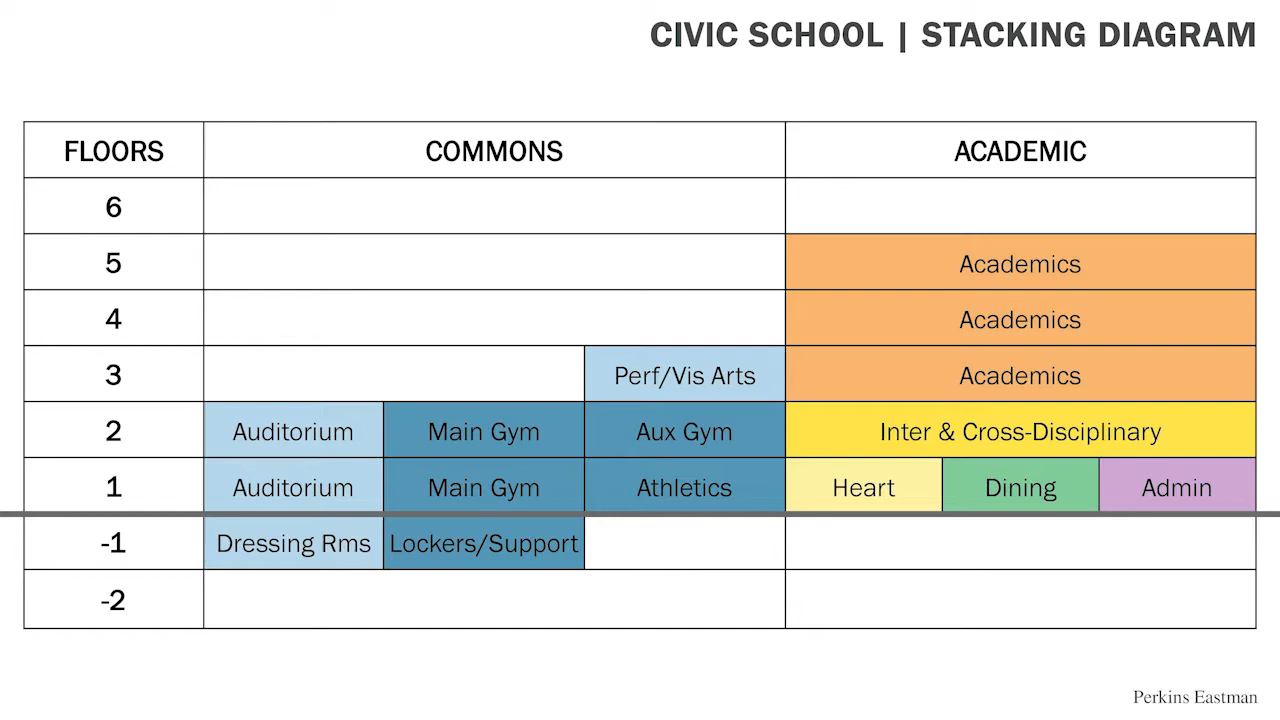 CIVIC SCHOOL | STACKING DIAGRAM
FLOORS COMMONS ACADEMIC
6
5 Academics
4 Academics
3 Perf/Vis Arts Academics
2 Auditorium Main Gym Aux Gym Inter & Cross-Disciplinary
1 Auditorium Main Gym Athletics Heart Dining Admin
-1 Dressing Rms Lockers/Support
-2
Perkins Eastman